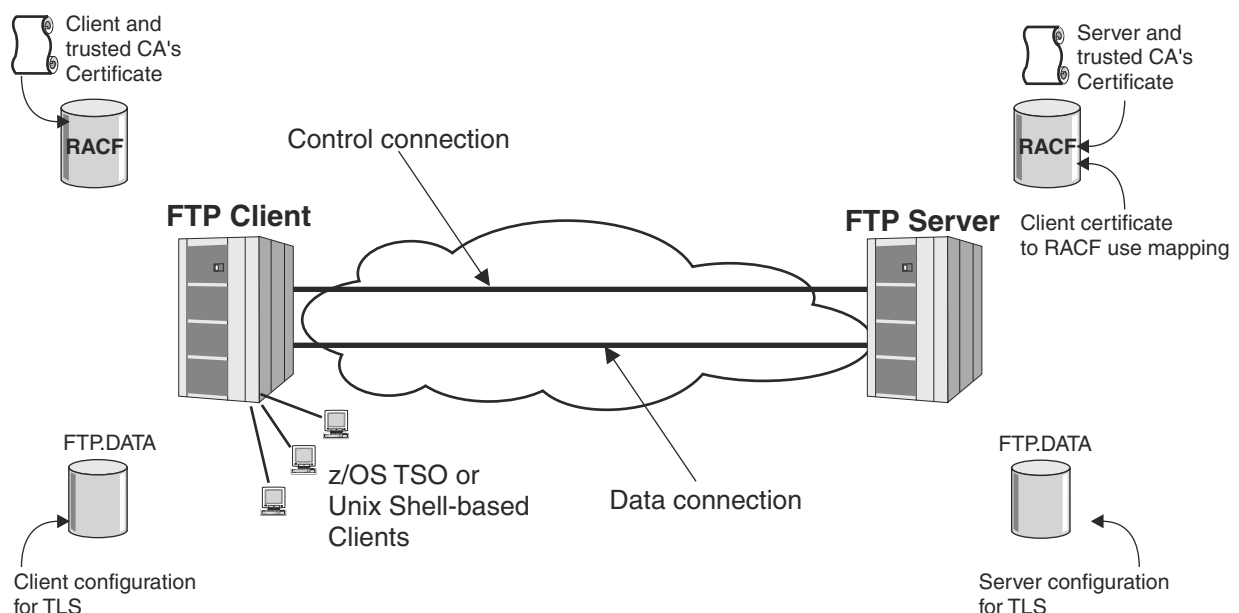 Client and
trusted CA's
Certificate
RACF
Server and
trusted CA's
Certificate
RACF
Control connection
FTP Client
FTP Server
Client certificate
to RACF use mapping
FTP.DATA
z/OS TSO or
Unix Shell-based
Clients
Data connection
FTP.DATA
Client configuration
for TLS
Server configuration
for TLS